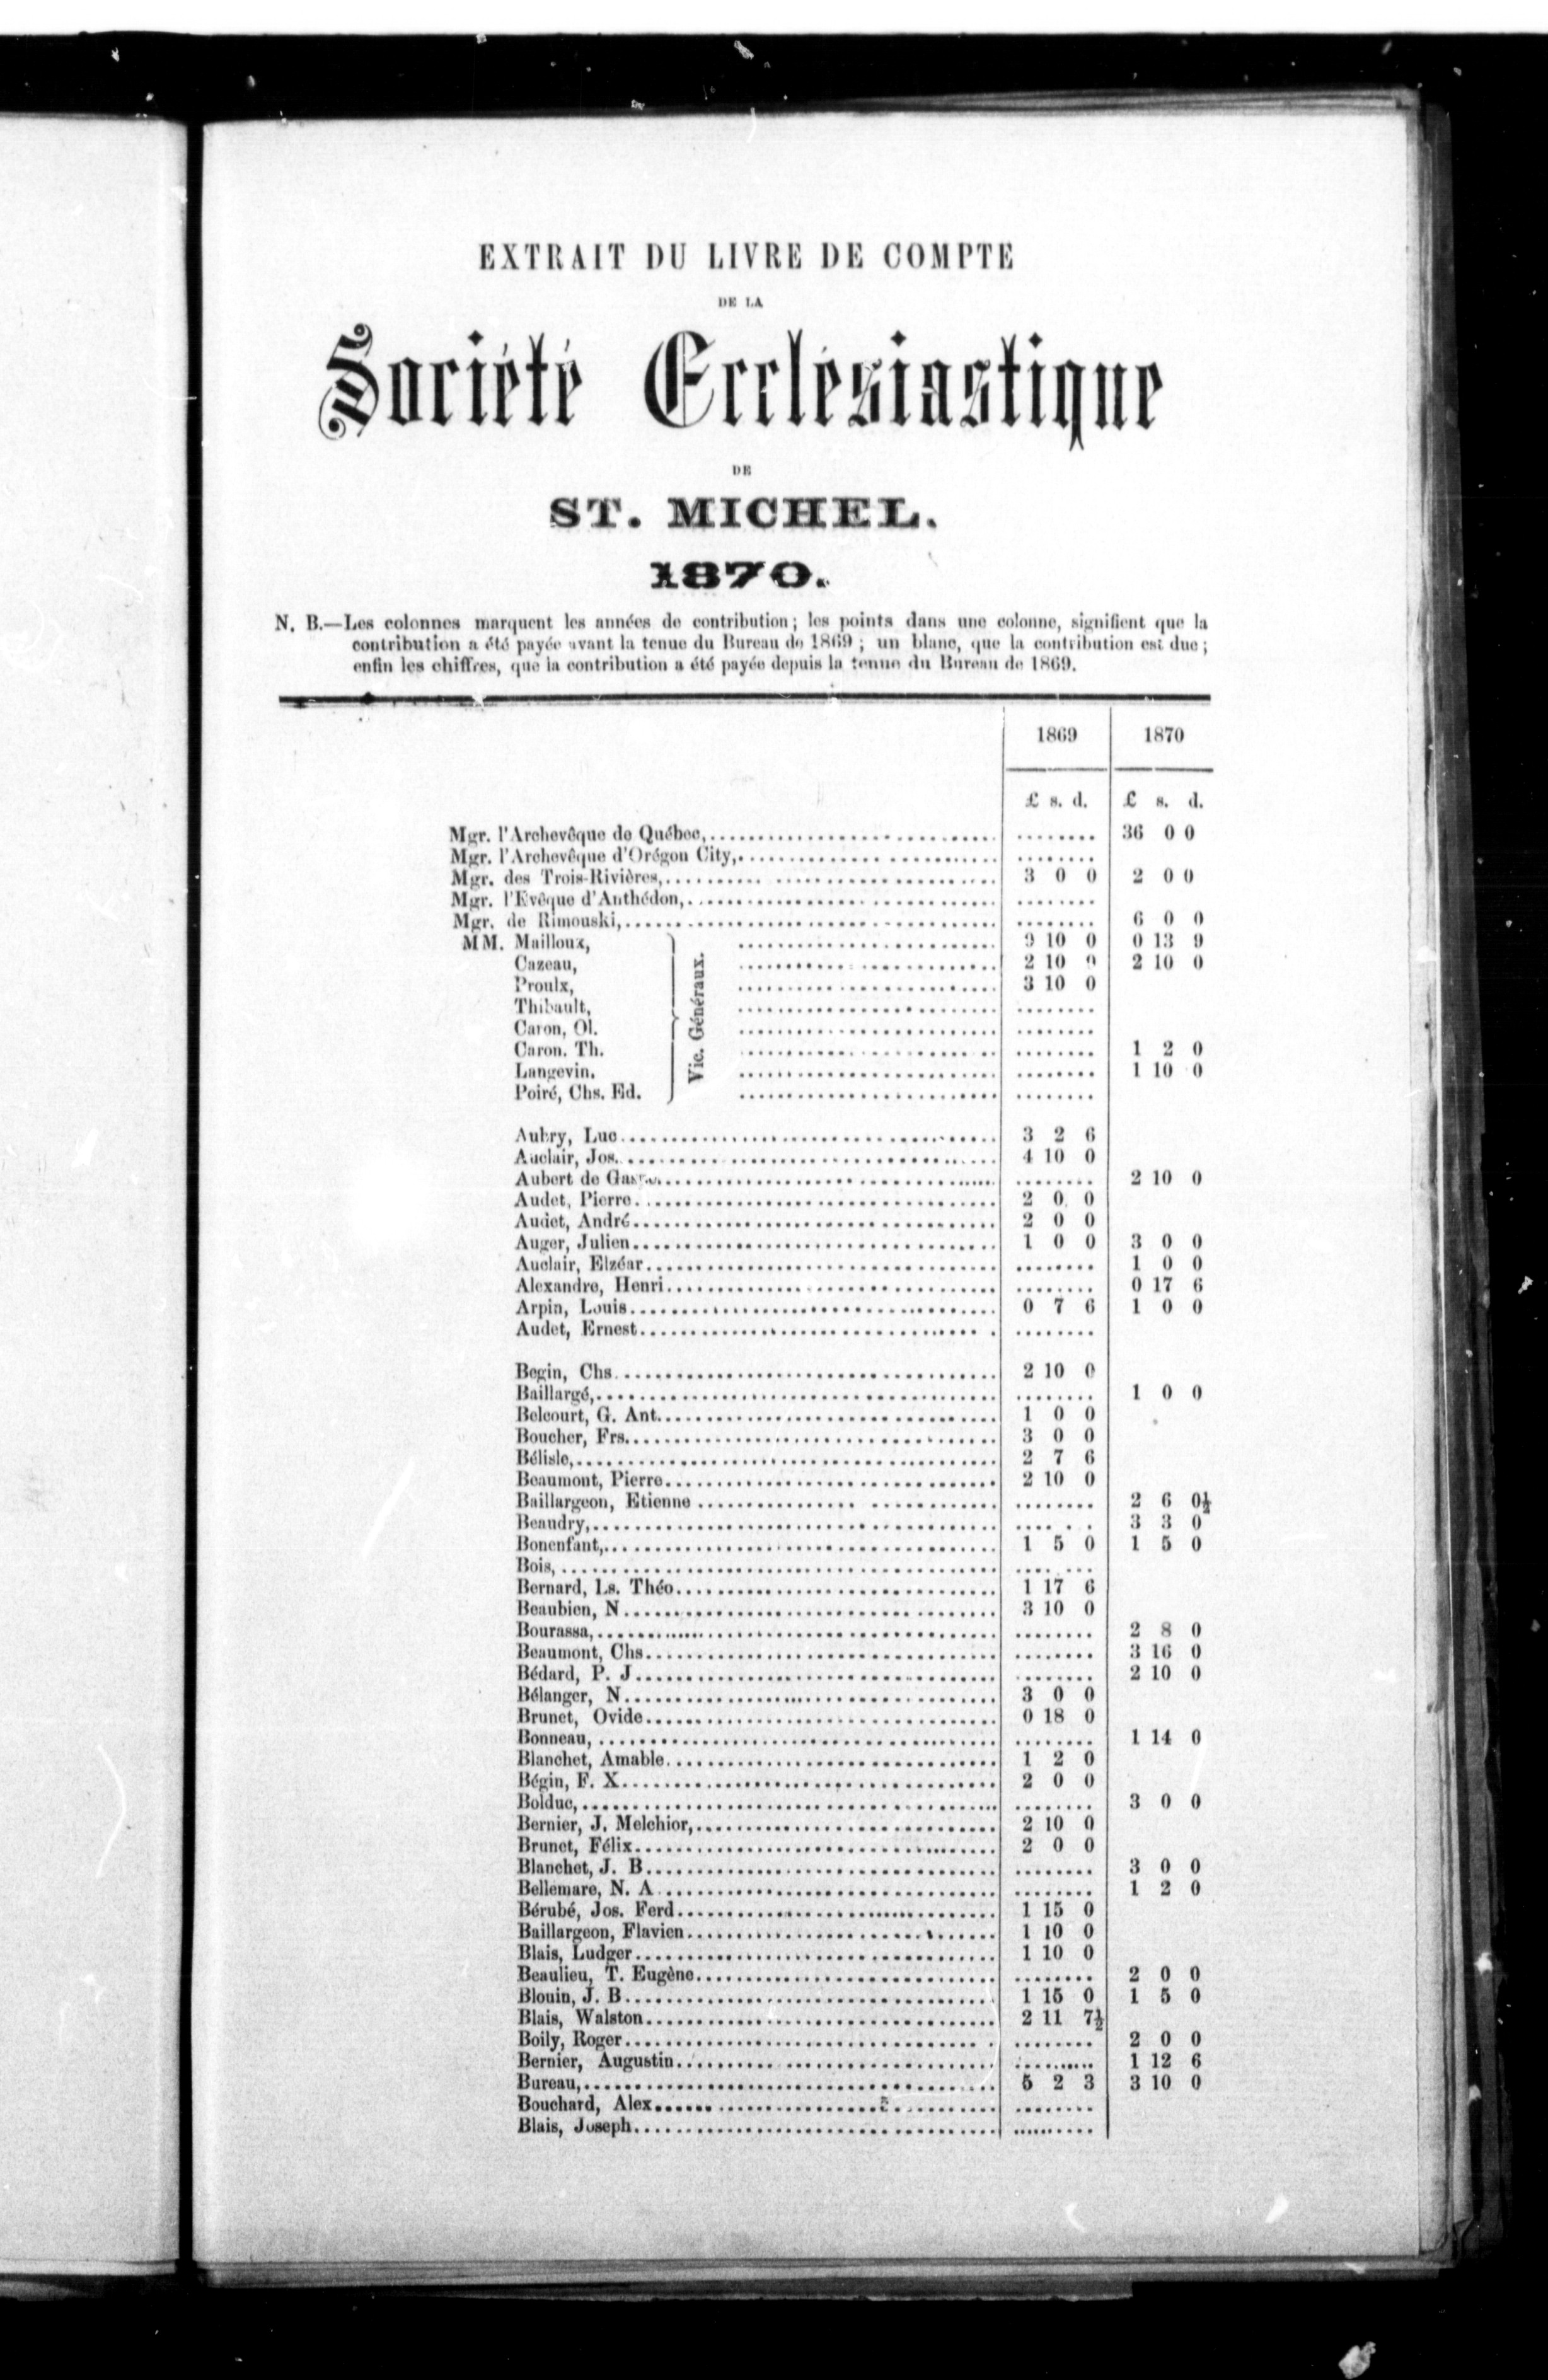 EXTRAIT DU LIVRE DE COMPTE
DE LA
Société Ecclésiastique
DE
ST. MICHEL.
1870.
N. B.—Les colonnes marquent les années de contribution; les points dans une colonne, signifient que la
contribution a été payée avant la tenue du Bureau de 1869 ; un blanc, que la contribution est due ;
enfin les chiffres, que la contribution a été payée depuis la tenue du Bureau de 1869.
1869 1870
£ s. d. £ s. d.
Mgr. l'Archevêque de Québec,.......... ........ 36 0 0
Mgr. l'Archevêque d'Orégon City,.......... ........
Mgr. des Trois-Rivières,.......... 3 0 0 2 0 0
Mgr. l'Evêque d'Anthédon,.......... ........
Mgr. de Rimouski,.......... ........ 6 0 0
MM. Mailloux, .......... 9 10 0 0 13 9
Cazeau, .......... 2 10 0 2 10 0
Proulx, .......... 3 10 0
Thibault, .......... ........
Caron, Ol. .......... ........
Caron. Th. .......... ........ 1 2 0
Langevin. .......... ........ 1 10 0
Poiré, Chs. Ed. .......... ........
Vic. Généraux.
Aubry, Luc.......... 3 2 6
Auclair, Jos.......... 4 10 0
Aubert de .......... ........ 2 10 0
Audet, Pierre.......... 2 0 0
Audet, André.......... 2 0 0
Auger, Julien.......... 1 0 0 3 0 0
Auclair, Elzéar.......... ........ 1 0 0
Alexandre, Henri.......... ........ 0 17 6
Arpin, Louis.......... 0 7 6 1 0 0
Audet, Ernest.......... ........
Begin, Chs.......... 2 10 0
Baillargé,.......... ........ 1 0 0
Belcourt, G. Ant.......... 1 0 0
Boucher, Frs.......... 3 0 0
Bélisle,.......... 2 7 6
Beaumont, Pierre.......... 2 10 0
Baillargeon, Etienne .......... ........ 2 6 0½
Beaudry,.......... ........ 3 3 0
Bonenfant,.......... 1 5 0 1 5 0
Bois,.......... ........
Bernard, Ls. Théo.......... 1 17 6
Beaubien, N.......... 3 10 0
Bourassa,.......... ........ 2 8 0
Beaumont, Chs.......... ........ 3 16 0
Bédard, P. J.......... ........ 2 10 0
Bélanger, N.......... 3 0 0
Brunet, Ovide.......... 0 18 0
Bonneau, .......... ........ 1 14 0
Blanchet, Amable.......... 1 2 0
Bégin, F. X.......... 2 0 0
Bolduc,.......... ........ 3 0 0
Bernier, J. Melchior,.......... 2 10 0
Brunet, Félix.......... 2 0 0
Blanchet, J. B.......... ........ 3 0 0
Bellemare, N. A.......... ........ 1 2 0
Bérubé, Jos. Ferd.......... 1 15 0
Baillargeon, Flavien.......... 1 10 0
Blais, Ludger.......... 1 10 0
Beaulieu, T. Eugène.......... ........ 2 0 0
Blouin, J. B.......... 1 15 0 1 5 0
Blais, Walston.......... 2 11 7½
Boily, Roger.......... ........ 2 0 0
Bernier, Augustin.......... ........ 1 12 6
Bureau,.......... 5 2 3 3 10 0
Bouchard, Alex.......... ........
Blais, Joseph.......... ........